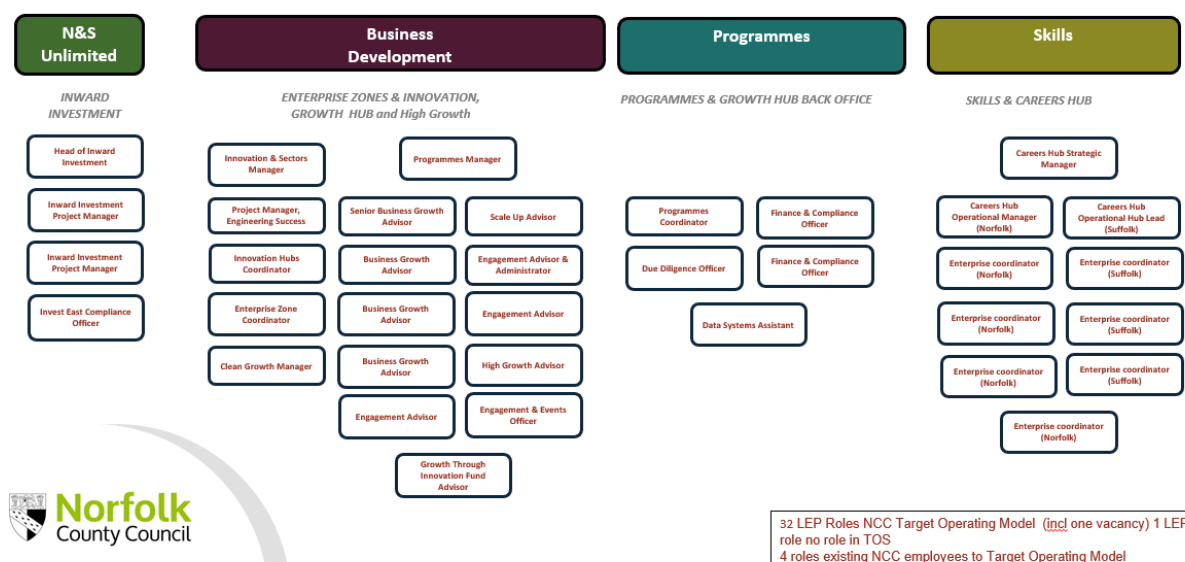 N&S
Unlimited
INWARD
INVESTMENT
Head of Inward
Investment
Inward Investment
Project Manager
Inward Investment
Project Manager
Invest East Compliance
Officer
Business
Development
ENTERPRISE ZONES & INNOVATION,
GROWTH HUB and High Growth
Innovation & Sectors
Manager
Programmes Manager
Project Manager,
Engineering Success
Senior Business Growth
Advisor
Scale Up Advisor
Innovation Hubs
Coordinator
Business Growth
Advisor
Engagement Advisor &
Administrator
Enterprise Zone
Coordinator
Business Growth
Advisor
Engagement Advisor
Clean Growth Manager
Business Growth
Advisor
High Growth Advisor
Engagement Advisor
Engagement & Events
Officer
Growth Through
Innovation Fund
Advisor
Programmes
PROGRAMMES & GROWTH HUB BACK OFFICE
Programmes
Coordinator
Finance & Compliance
Officer
Due Diligence Officer
Finance & Compliance
Officer
Data Systems Assistant
Skills
SKILLS & CAREERS HUB
Careers Hub Strategic
Manager
Careers Hub
Operational Manager
(Norfolk)
Careers Hub
Operational Hub Lead
(Suffolk)
Enterprise coordinator
(Norfolk)
Enterprise coordinator
(Suffolk)
Enterprise coordinator
(Norfolk)
Enterprise coordinator
(Suffolk)
Enterprise coordinator
(Norfolk)
Enterprise coordinator
(Suffolk)
Enterprise coordinator
(Norfolk)
Norfolk
County Council
32 LEP Roles NCC Target Operating Model (incl one vacancy) 1 LEP
role no role in TOS
4 roles existing NCC employees to Target Operating Model